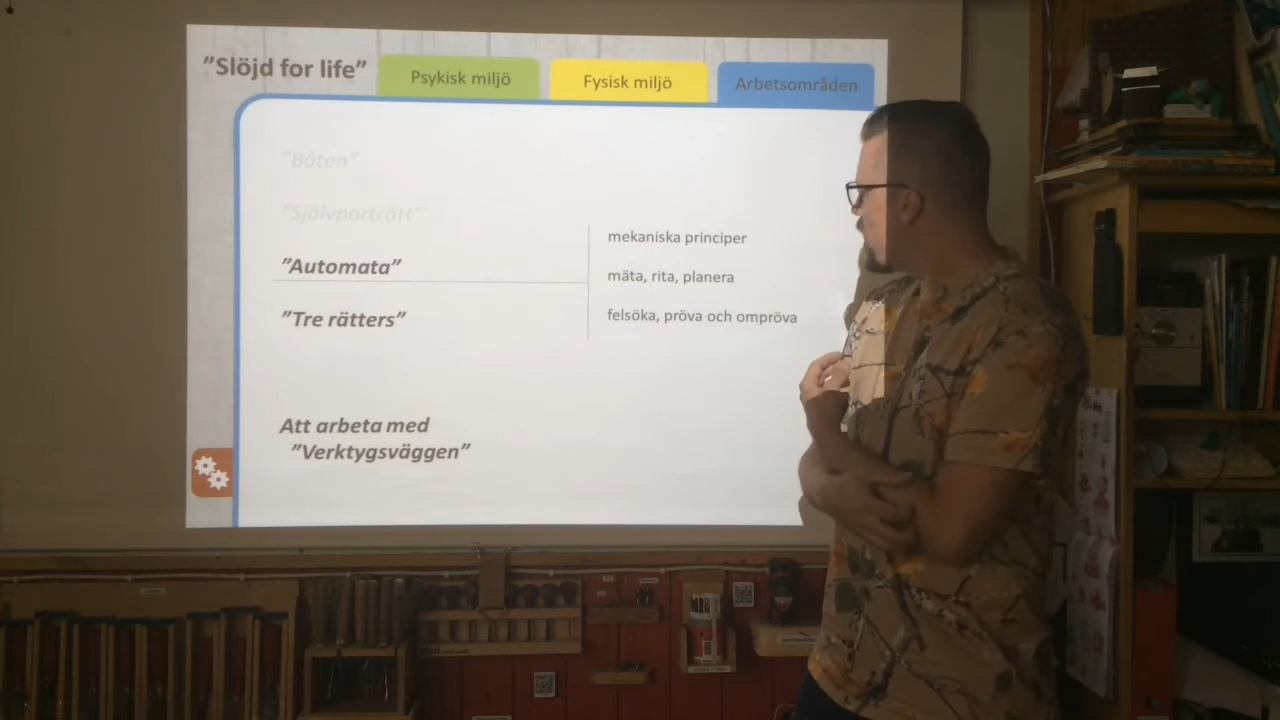 ”Slöjd for life”
Psykisk miljö
Fysisk miljö
Arbetsområden
”Båten”
”Självporträtt”
”Automata”
”Tre rätters”
mekaniska principer
mäta, rita, planera
felsöka, pröva och ompröva
Att arbeta med
”Verktygsväggen”
Hej